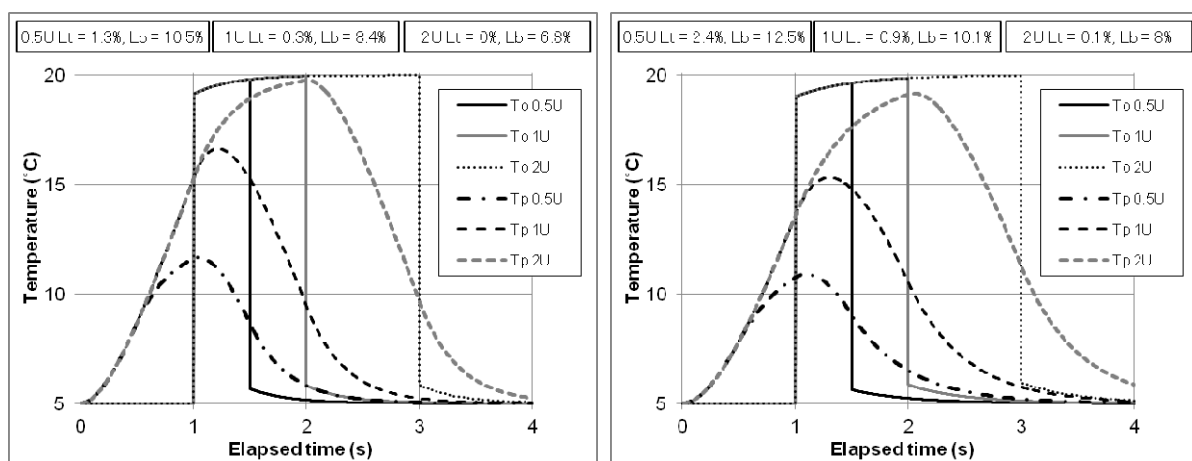 0.5U Lt = 1.3%, Lb = 10.5%
1U Lt = 0.3%, Lb = 8.4%
2U Lt = 0%, Lb = 6.8%
20
15
10
5
Temperature (°C)
To 0.5U
To 1U
To 2U
Tp 0.5U
Tp 1U
Tp 2U
0 1 2 3 4
Elapsed time (s)
0.5U Lt = 2.4%, Lb = 12.5%
1U Lt = 0.9%, Lb = 10.1%
2U Lt = 0.1%, Lb = 8%
20
15
10
5
Temperature (°C)
To 0.5U
To 1U
To 2U
Tp 0.5U
Tp 1U
Tp 2U
0 1 2 3 4
Elapsed time (s)